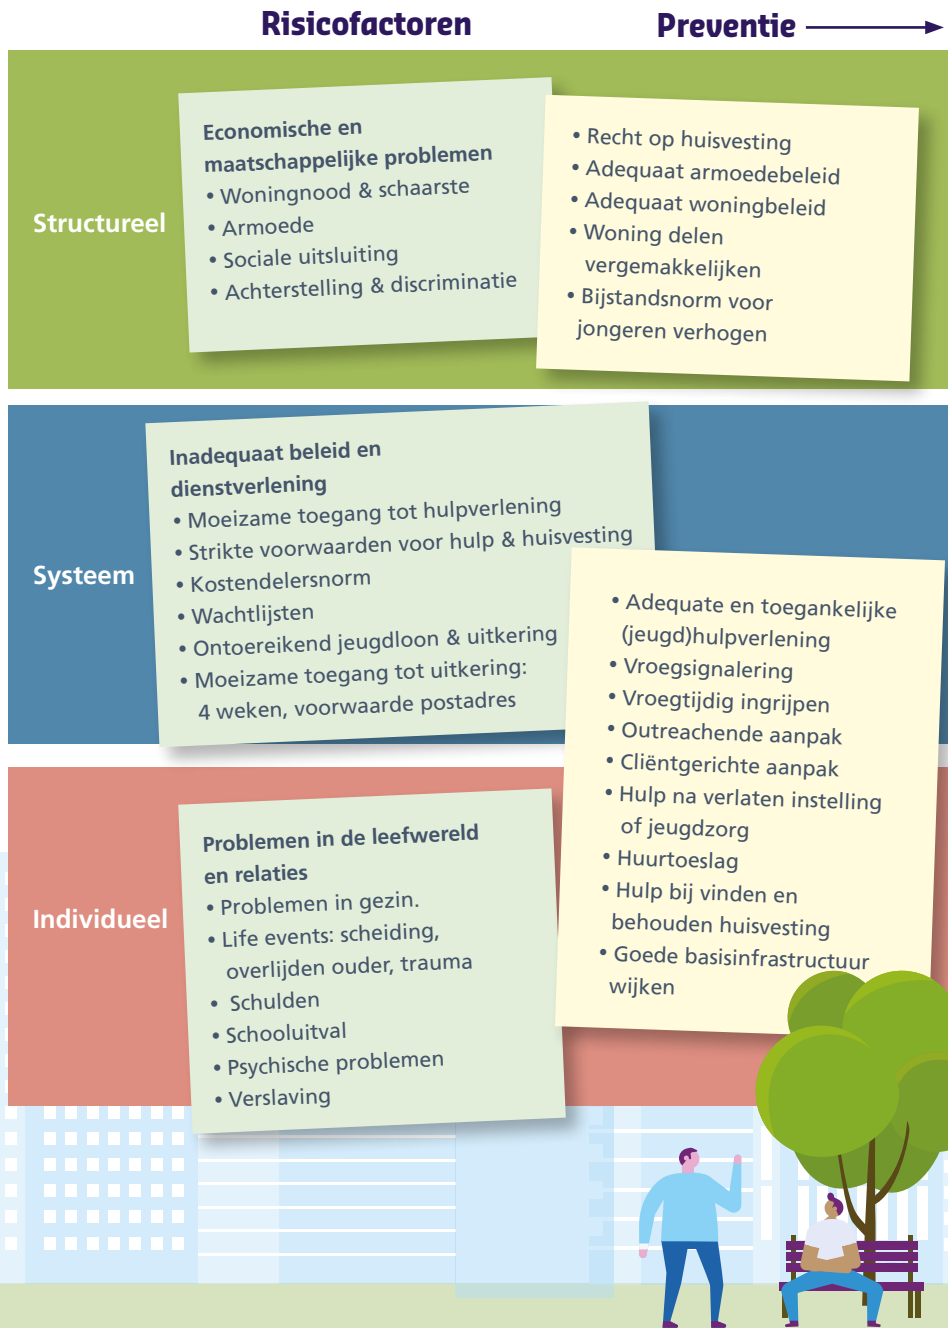 Risicofactoren
Preventie
Structureel
Economische en
maatschappelijke problemen
• Woningnood & schaarste
• Armoede
• Sociale uitsluiting
• Achterstelling & discriminatie
• Recht op huisvesting
• Adequaat armoedebeleid
• Adequaat woningbeleid
• Woning delen
vergemakkelijken
• Bijstandsnorm voor
jongeren verhogen
Systeem
Inadequaat beleid en
dienstverlening
• Moeizame toegang tot hulpverlening
• Strikte voorwaarden voor hulp & huisvesting
• Kostendelersnorm
• Wachtlijsten
• Ontoereikend jeugdloon & uitkering
• Moeizame toegang tot uitkering:
4 weken, voorwaarde postadres
• Adequate en toegankelijke
(jeugd)hulpverlening
• Vroegsignalering
• Vroegtijdig ingrijpen
• Outreachende aanpak
• Cliëntgerichte aanpak
• Hulp na verlaten instelling
of jeugdzorg
• Huurtoeslag
• Hulp bij vinden en
behouden huisvesting
• Goede basisinfrastructuur
wijken
Individueel
Problemen in de leefwereld
en relaties
• Problemen in gezin.
• Life events: scheiding,
overlijden ouder, trauma
• Schulden
• Schooluitval
• Psychische problemen
• Verslaving